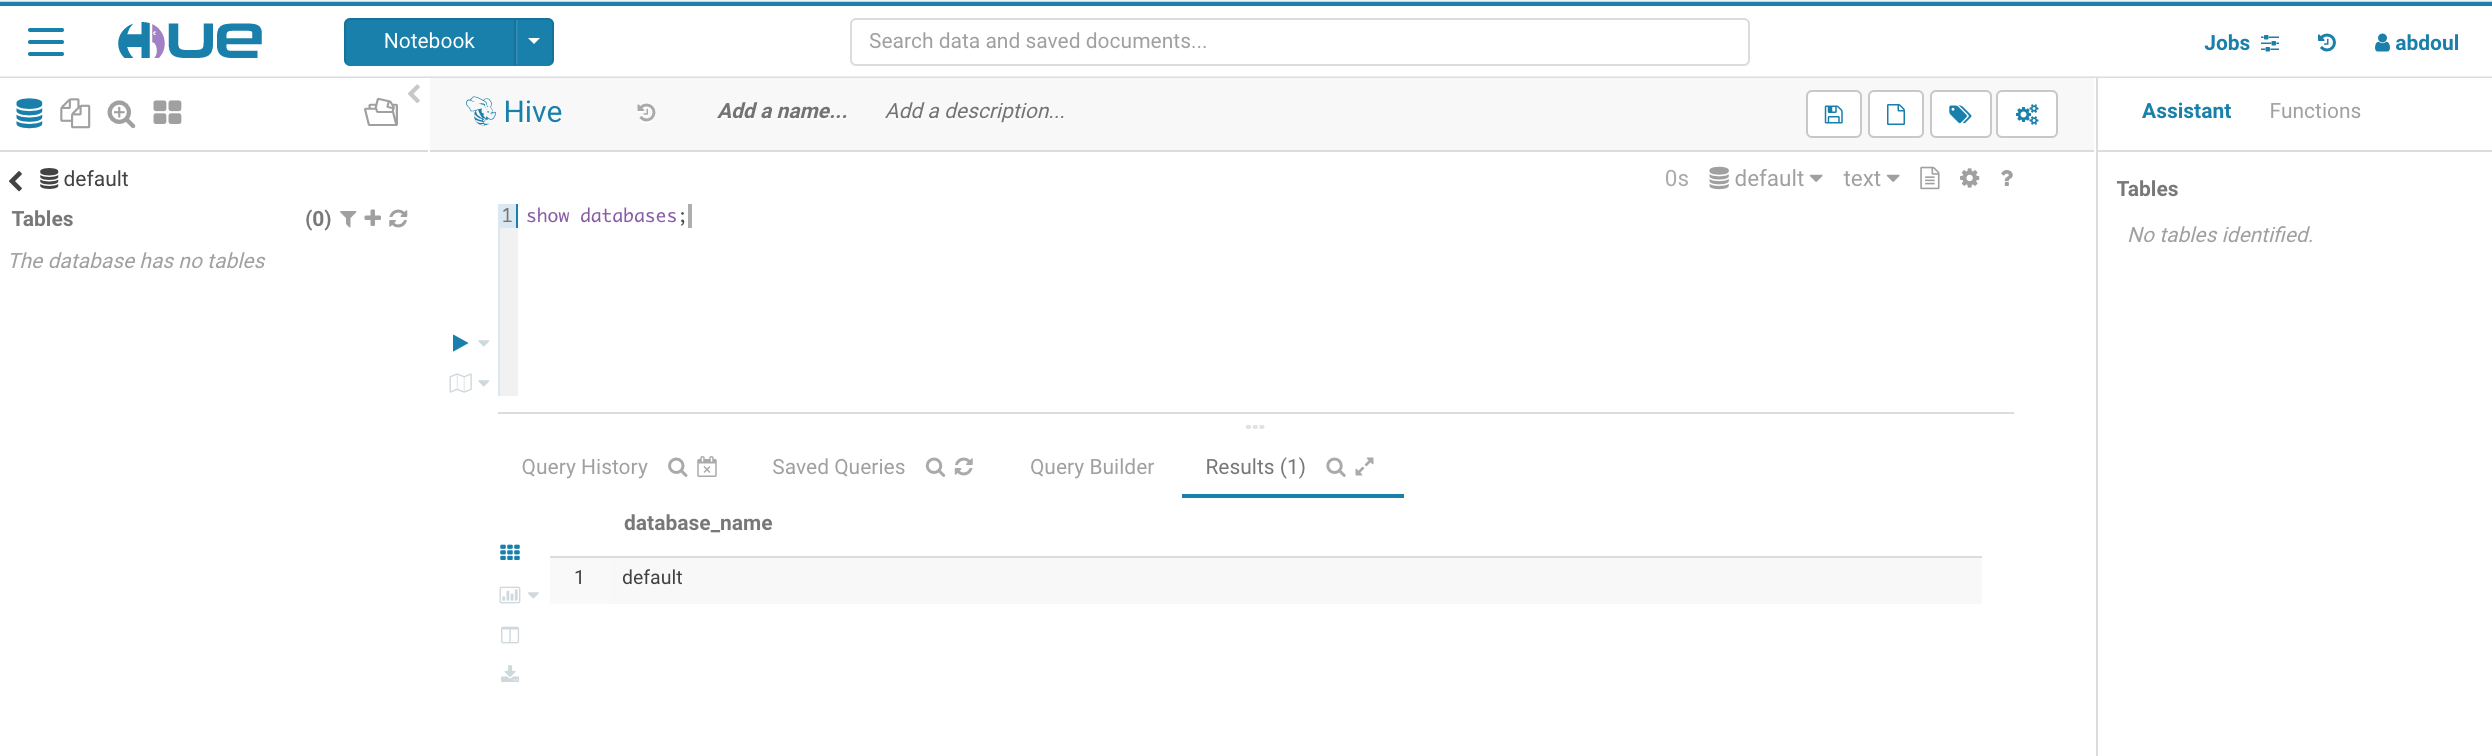 HUE
Notebook
Search data and saved documents...
Jobs
abdoul
Hive
Add a name...
Add a description...
Assistant
Functions
default
Tables
(0)
The database has no tables
0s
default
text
?
1
show databases;
Tables
No tables identified.
Query History
Saved Queries
Query Builder
Results (1)
database_name
1
default